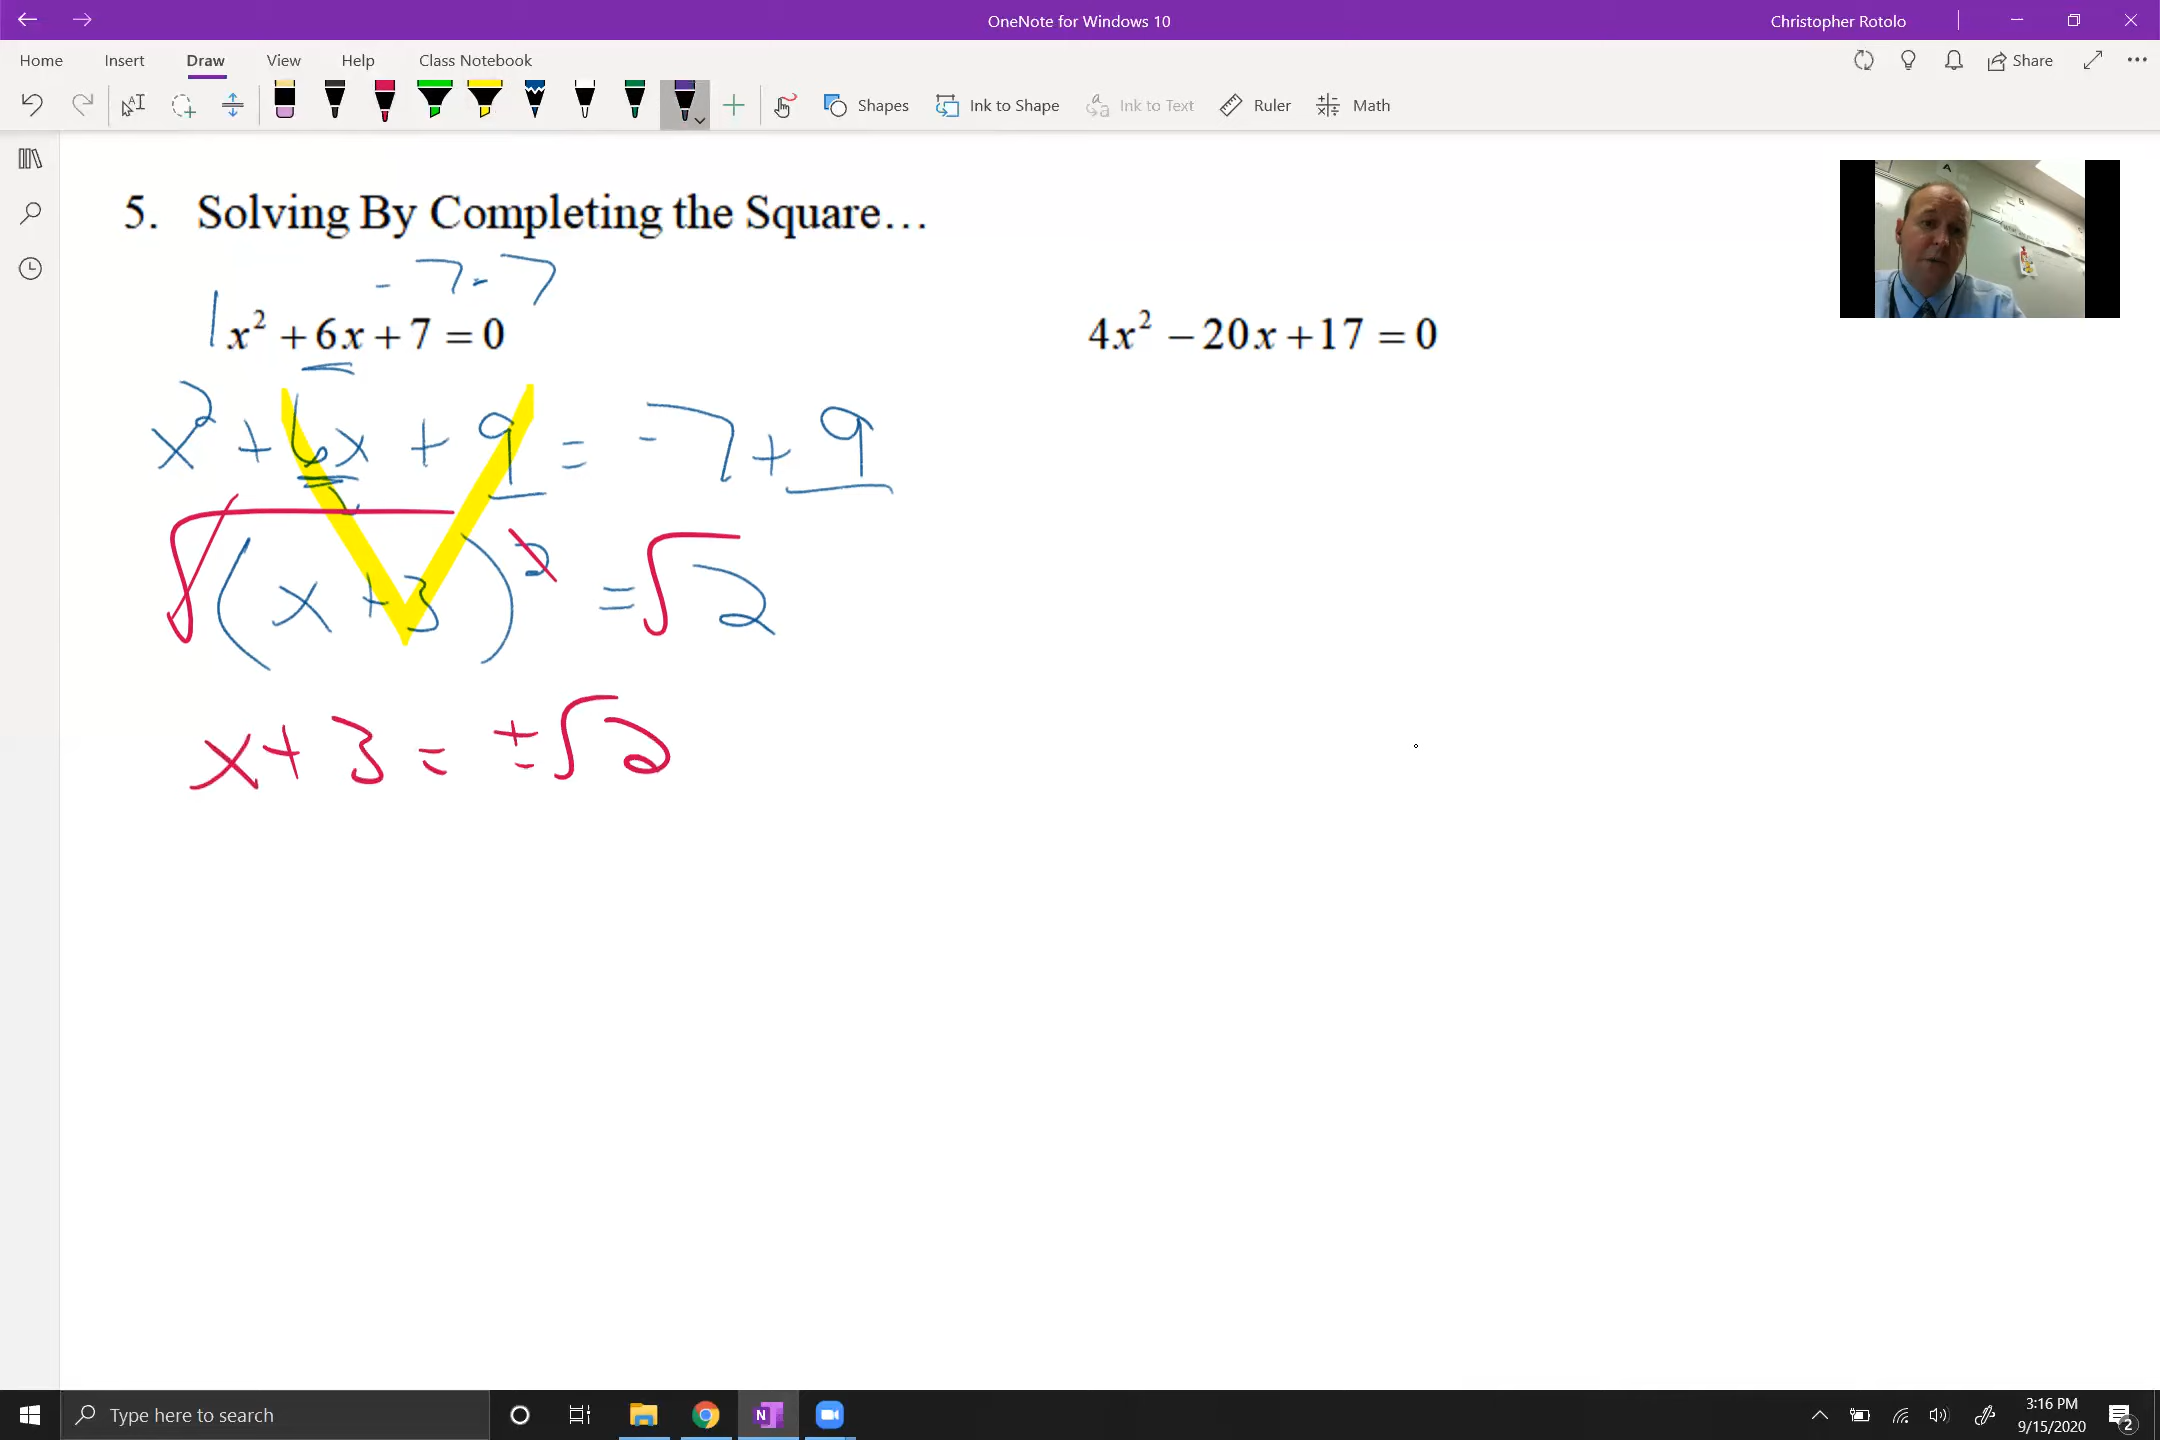 OneNote for Windows 10
Christopher Rotolo
Home Insert Draw View Help Class Notebook
Share
Shapes Ink to Shape Ink to Text Ruler Math
5. Solving By Completing the Square…
- 7 - 7
1x² + 6x + 7 = 0
4x² − 20x + 17 = 0
x² + 6x + 9 = -7 + 9
√(x + 3)² = √2
x + 3 = ± √2
Type here to search
3:16 PM
9/15/2020
2